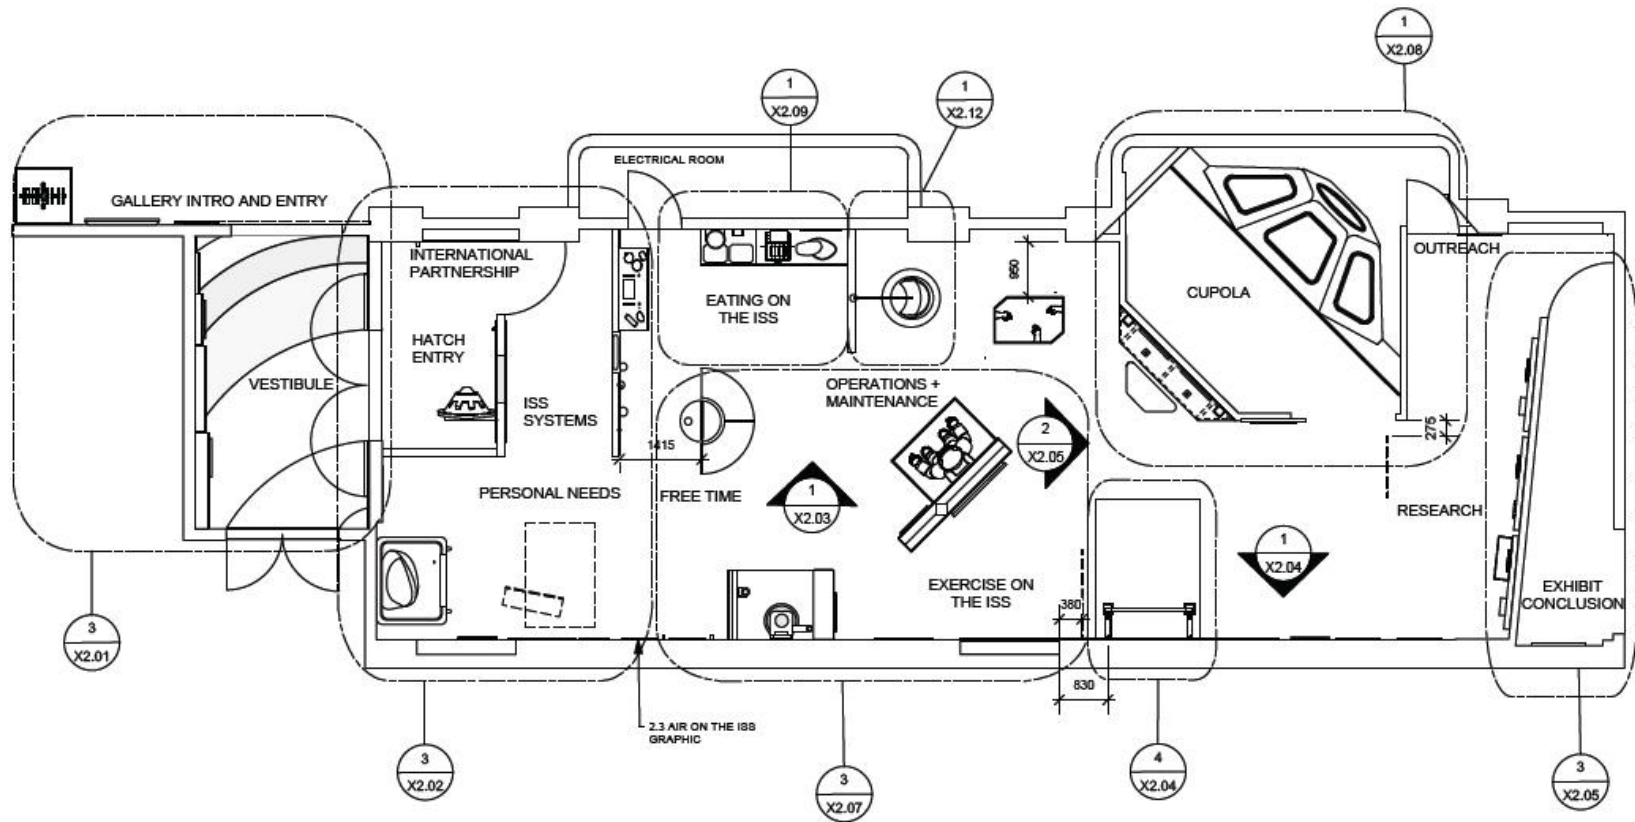 1
X2.08
1
X2.09
1
X2.12
ELECTRICAL ROOM
GALLERY INTRO AND ENTRY
INTERNATIONAL
PARTNERSHIP
OUTREACH
950
EATING ON
THE ISS
CUPOLA
HATCH
ENTRY
VESTIBULE
OPERATIONS +
MAINTENANCE
ISS
SYSTEMS
1415
275
2
X2.05
PERSONAL NEEDS
FREE TIME
1
X2.03
RESEARCH
1
X2.04
EXERCISE ON
THE ISS
380
EXHIBIT
CONCLUSION
3
X2.01
830
2.3 AIR ON THE ISS
GRAPHIC
3
X2.02
3
X2.07
4
X2.04
3
X2.05